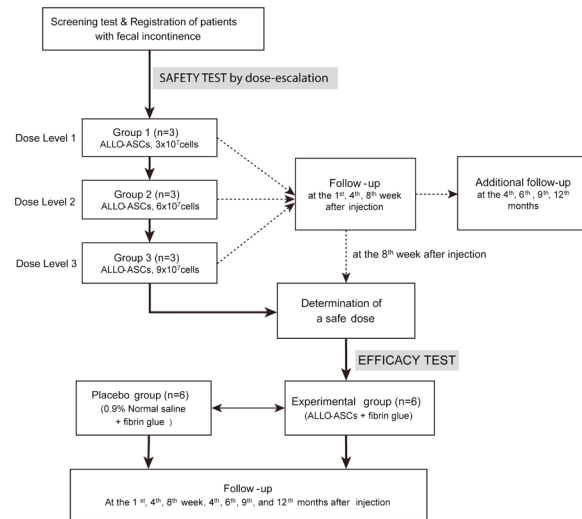 Screening test & Registration of patients
with fecal incontinence
SAFETY TEST by dose-escalation
Dose Level 1
Group 1 (n=3)
ALLO-ASCs, 3x10⁷cells
Dose Level 2
Group 2 (n=3)
ALLO-ASCs, 6x10⁷cells
Dose Level 3
Group 3 (n=3)
ALLO-ASCs, 9x10⁷cells
Follow-up
at the 1st, 4th, 8th week
after injection
Additional follow-up
at the 4th, 6th, 9th, 12th
months
at the 8th week after injection
Determination of
a safe dose
EFFICACY TEST
Placebo group (n=6)
(0.9% Normal saline
+ fibrin glue )
Experimental group (n=6)
(ALLO-ASCs + fibrin glue)
Follow-up
At the 1 st, 4th, 8th week, 4th, 6th, 9th, and 12th months after injection